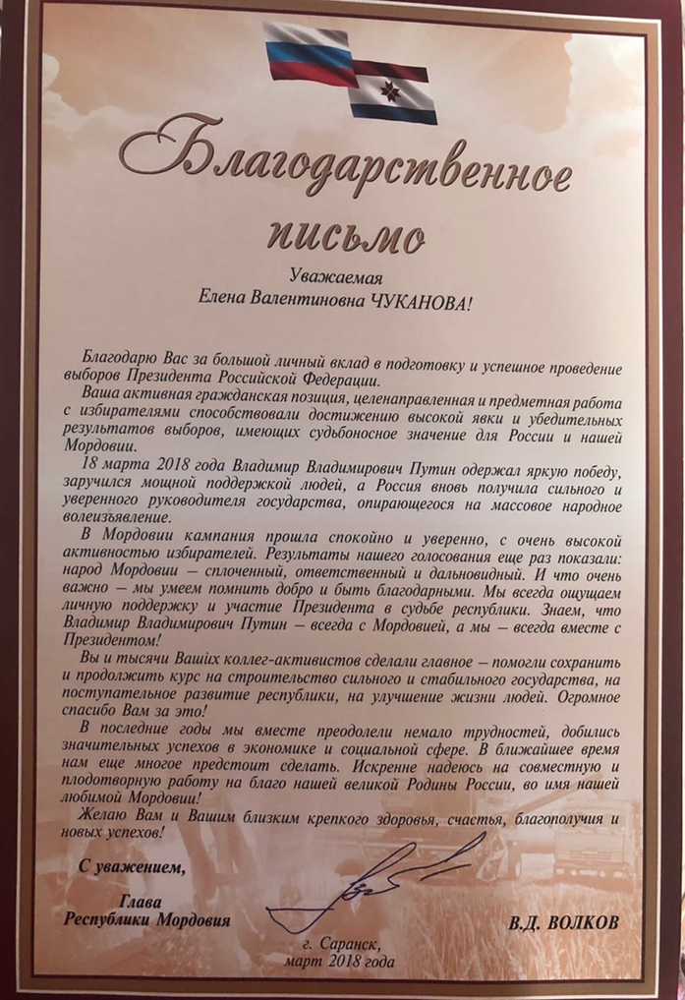 Благодарственное
письмо
Уважаемая
Елена Валентиновна ЧУКАНОВА!
Благодарю Вас за большой личный вклад в подготовку и успешное проведение
выборов Президента Российской Федерации.
Ваша активная гражданская позиция, целенаправленная и предметная работа
с избирателями способствовали достижению высокой явки и убедительных
результатов выборов, имеющих судьбоносное значение для России и нашей
Мордовии.
18 марта 2018 года Владимир Владимирович Путин одержал яркую победу,
заручился мощной поддержкой людей, а Россия вновь получила сильного и
уверенного руководителя государства, опирающегося на массовое народное
волеизъявление.
В Мордовии кампания прошла спокойно и уверенно, с очень высокой
активностью избирателей. Результаты нашего голосования еще раз показали:
народ Мордовии – сплоченный, ответственный и дальновидный. И что очень
важно – мы умеем помнить добро и быть благодарными. Мы всегда ощущаем
личную поддержку и участие Президента в судьбе республики. Знаем, что
Владимир Владимирович Путин – всегда с Мордовией, а мы – всегда вместе с
Президентом!
Вы и тысячи Ваших коллег-активистов сделали главное – помогли сохранить
и продолжить курс на строительство сильного и стабильного государства, на
поступательное развитие республики, на улучшение жизни людей. Огромное
спасибо Вам за это!
В последние годы мы вместе преодолели немало трудностей, добились
значительных успехов в экономике и социальной сфере. В ближайшее время
нам еще многое предстоит сделать. Искренне надеюсь на совместную и
плодотворную работу на благо нашей великой Родины России, во имя нашей
любимой Мордовии!
Желаю Вам и Вашим близким крепкого здоровья, счастья, благополучия и
новых успехов!
С уважением,
Глава
Республики Мордовия
В.Д. ВОЛКОВ
г. Саранск,
март 2018 года